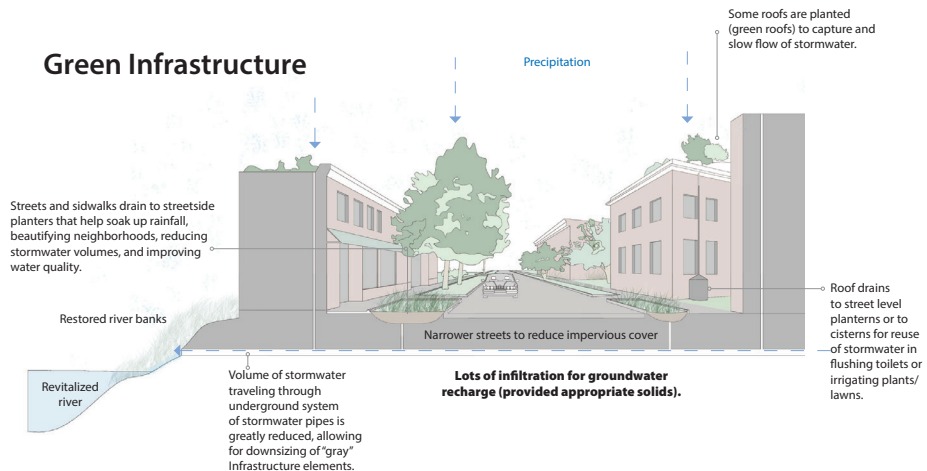 Green Infrastructure
Precipitation
Some roofs are planted
(green roofs) to capture and
slow flow of stormwater.
Streets and sidwalks drain to streetside
planters that help soak up rainfall,
beautifying neighborhoods, reducing
stormwater volumes, and improving
water quality.
Restored river banks
Revitalized
river
Narrower streets to reduce impervious cover
Volume of stormwater
traveling through
underground system
of stormwater pipes is
greatly reduced, allowing
for downsizing of "gray"
Infrastructure elements.
Lots of infiltration for groundwater
recharge (provided appropriate solids).
Roof drains
to street level
planters or to
cisterns for reuse
of stormwater in
flushing toilets or
irrigating plants/
lawns.